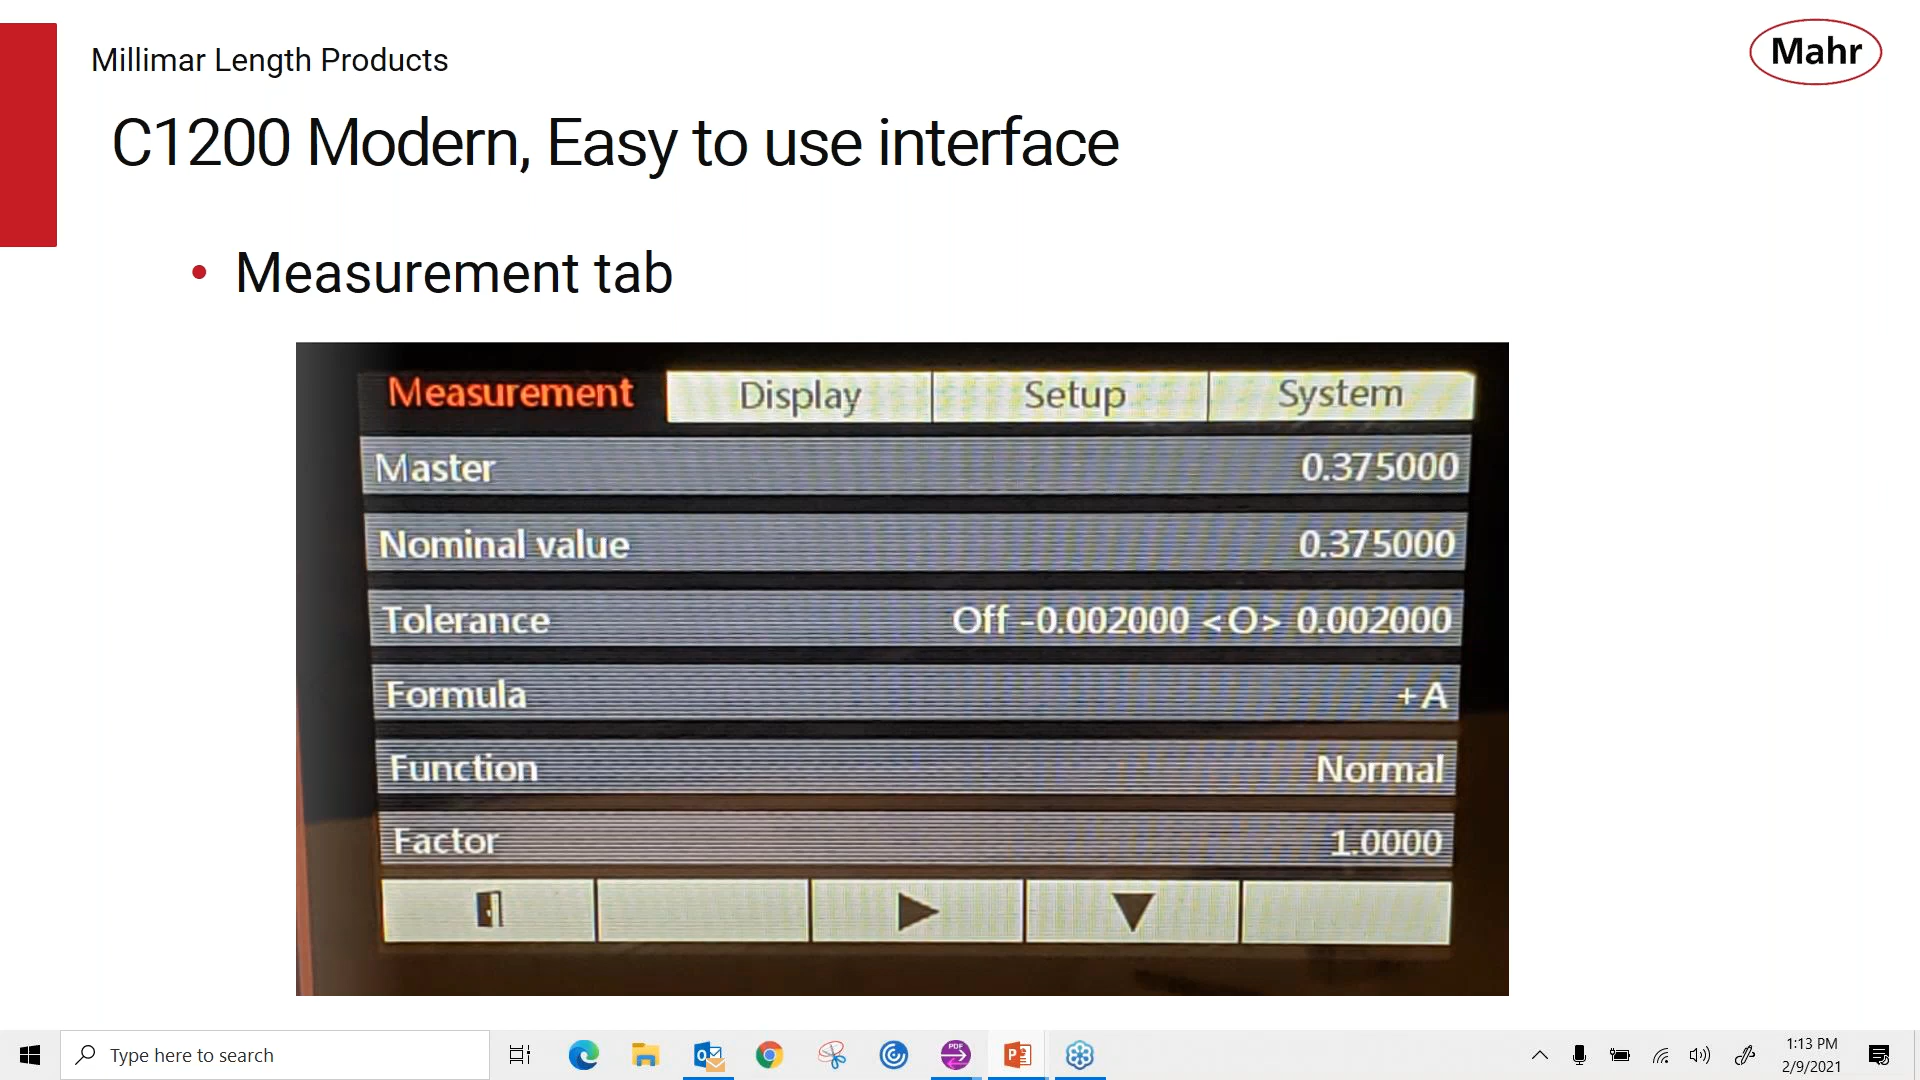 Millimar Length Products
Mahr
C1200 Modern, Easy to use interface
• Measurement tab
Measurement Display Setup System
Master 0.375000
Nominal value 0.375000
Tolerance Off -0.002000 <O> 0.002000
Formula +A
Function Normal
Factor 1.0000
Type here to search
PDF
1:13 PM
2/9/2021